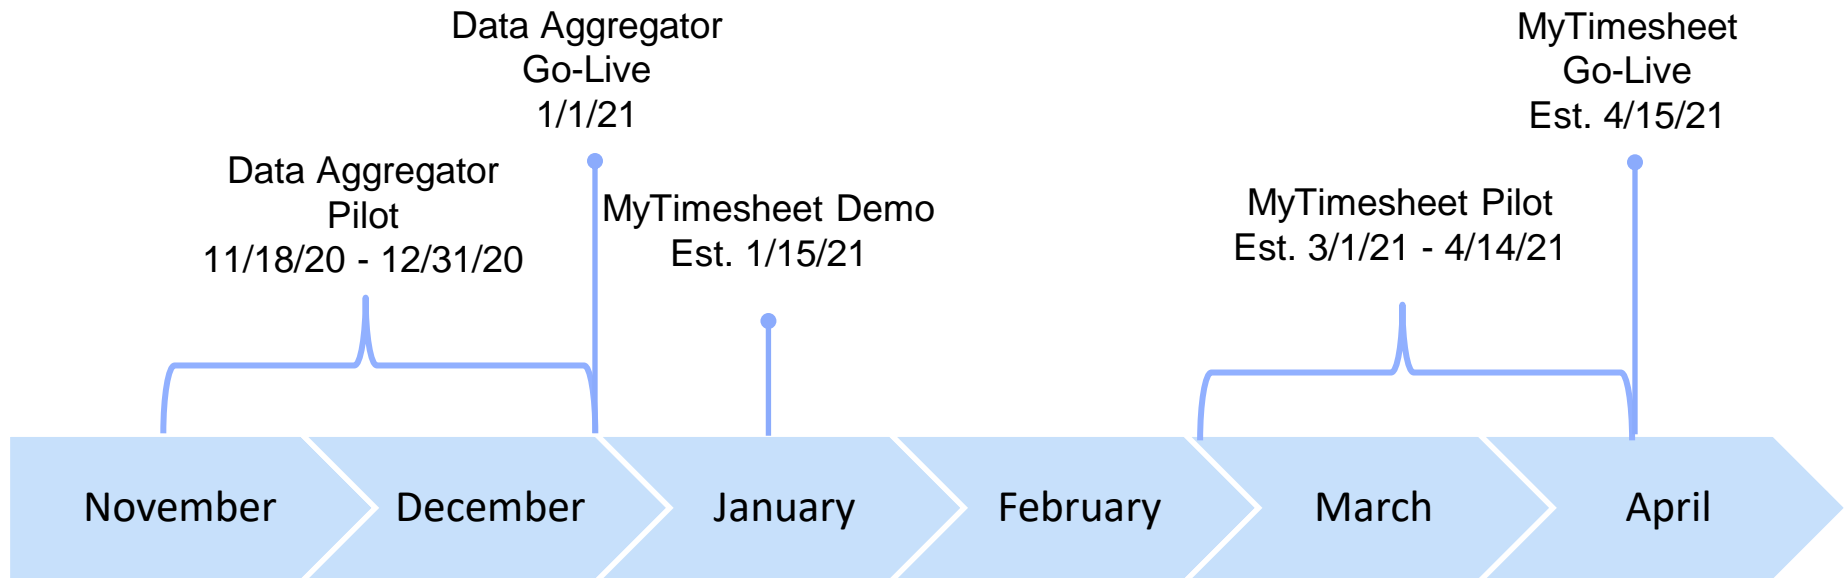 Data Aggregator
Go-Live
1/1/21
MyTimesheet
Go-Live
Est. 4/15/21
Data Aggregator
Pilot
11/18/20 - 12/31/20
MyTimesheet Demo
Est. 1/15/21
MyTimesheet Pilot
Est. 3/1/21 - 4/14/21
November
December
January
February
March
April